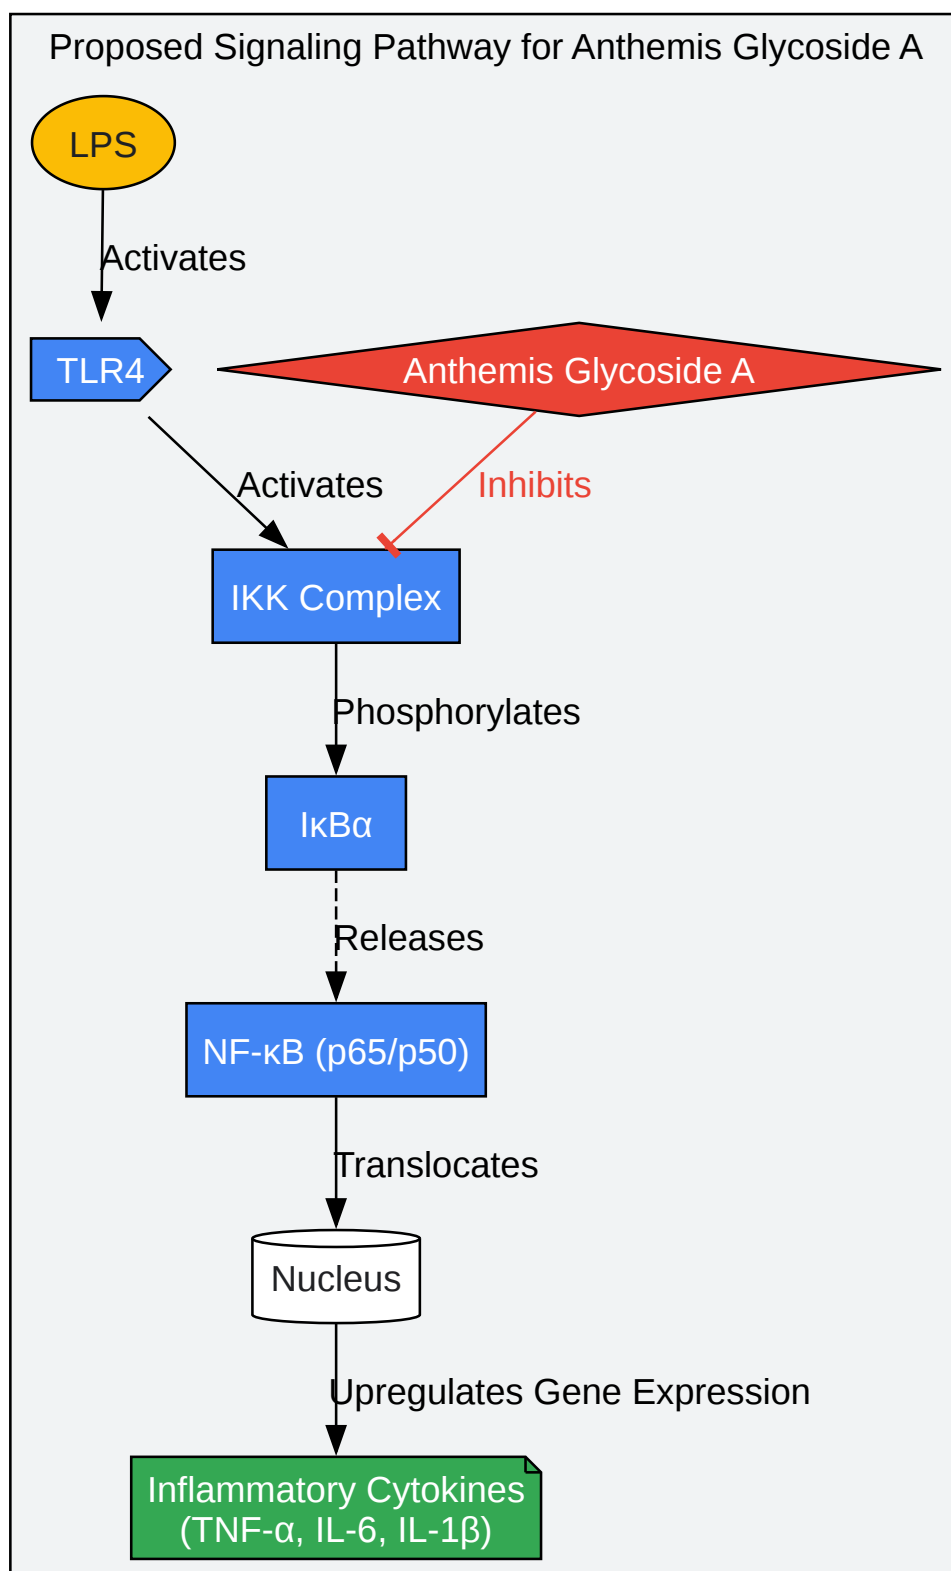 Proposed Signaling Pathway for Anthemis Glycoside A
LPS
Activates
TLR4
Anthemis Glycoside A
Activates
Inhibits
IKK Complex
Phosphorylates
IκBα
Releases
NF-κB (p65/p50)
Translocates
Nucleus
Upregulates Gene Expression
Inflammatory Cytokines
(TNF-α, IL-6, IL-1β)